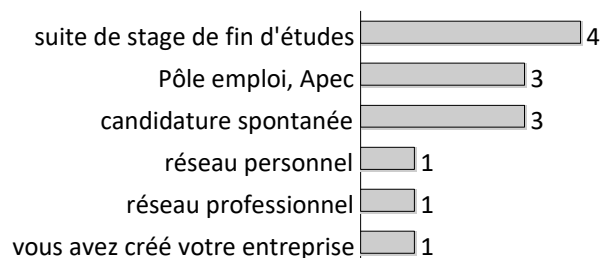 suite de stage de fin d'études 4
Pôle emploi, Apec 3
candidature spontanée 3
réseau personnel 1
réseau professionnel 1
vous avez créé votre entreprise 1